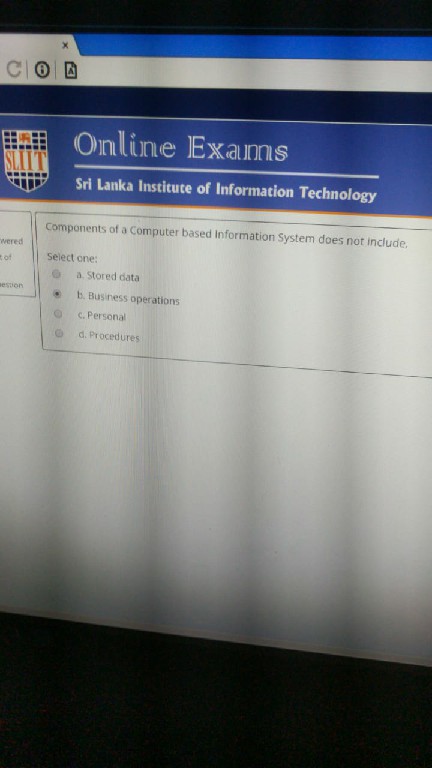 SLIIT
Online Exams
Sri Lanka Institute of Information Technology
wered
Components of a Computer based Information System does not include.
t of
Select one:
estion
a. Stored data
b. Business operations
c. Personal
d. Procedures